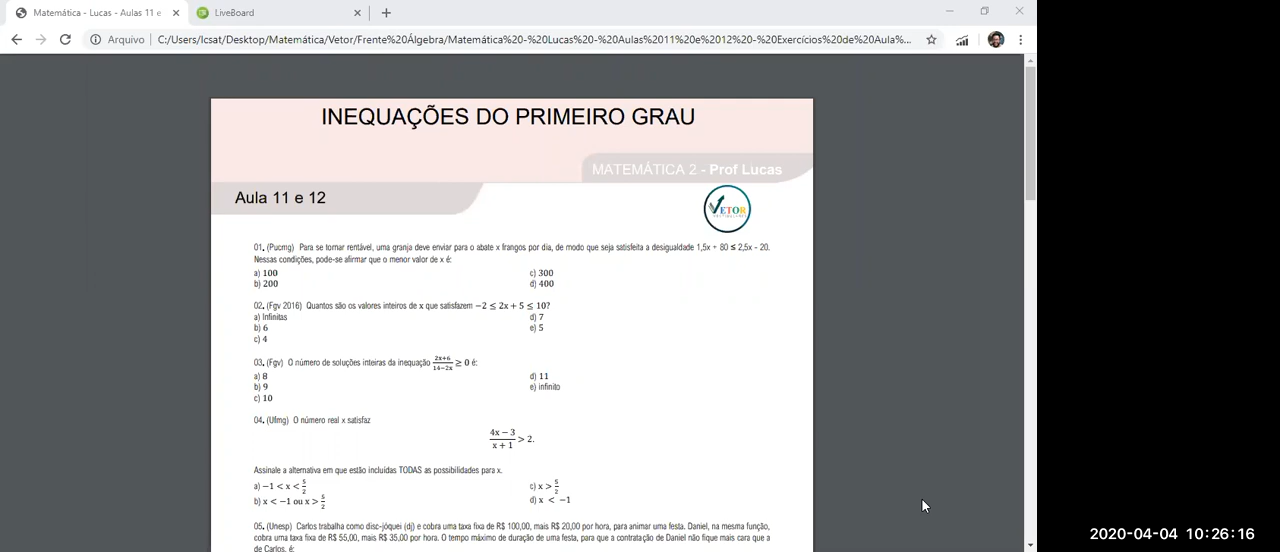 Matemática - Lucas - Aulas 11 e
LiveBoard
Arquivo
C:/Users/lcsat/Desktop/Matemática/Vetor/Frente%20Álgebra/Matemática%20-%20Lucas%20-%20Aulas%2011%20e%2012%20-%20Exercícios%20de%20Aula%...
INEQUAÇÕES DO PRIMEIRO GRAU
MATEMÁTICA 2 - Prof Lucas
Aula 11 e 12
VETOR
01. (Pucmg) Para se tornar rentável, uma granja deve enviar para o abate x frangos por dia, de modo que seja satisfeita a desigualdade 1,5x + 80 ≤ 2,5x - 20.
Nessas condições, pode-se afirmar que o menor valor de x é:
a) 100
c) 300
b) 200
d) 400
02. (Fgv 2016) Quantos são os valores inteiros de x que satisfazem −2 ≤ 2x + 5 ≤ 10?
a) Infinitas
d) 7
b) 6
e) 5
c) 4
03. (Fgv) O número de soluções inteiras da inequação (2x+6)/(14−2x) ≥ 0 é:
a) 8
d) 11
b) 9
e) infinito
c) 10
04. (Ufmg) O número real x satisfaz
(4x − 3)/(x + 1) > 2.
Assinale a alternativa em que estão incluídas TODAS as possibilidades para x.
a) −1 < x < 5/2
c) x > 5/2
b) x < −1 ou x > 5/2
d) x < −1
05. (Unesp) Carlos trabalha como disc-jóquei (dj) e cobra uma taxa fixa de R$ 100,00, mais R$ 20,00 por hora, para animar uma festa. Daniel, na mesma função,
cobra uma taxa fixa de R$ 55,00, mais R$ 35,00 por hora. O tempo máximo de duração de uma festa, para que a contratação de Daniel não fique mais cara que a
de Carlos, é:
2020-04-04 10:26:16